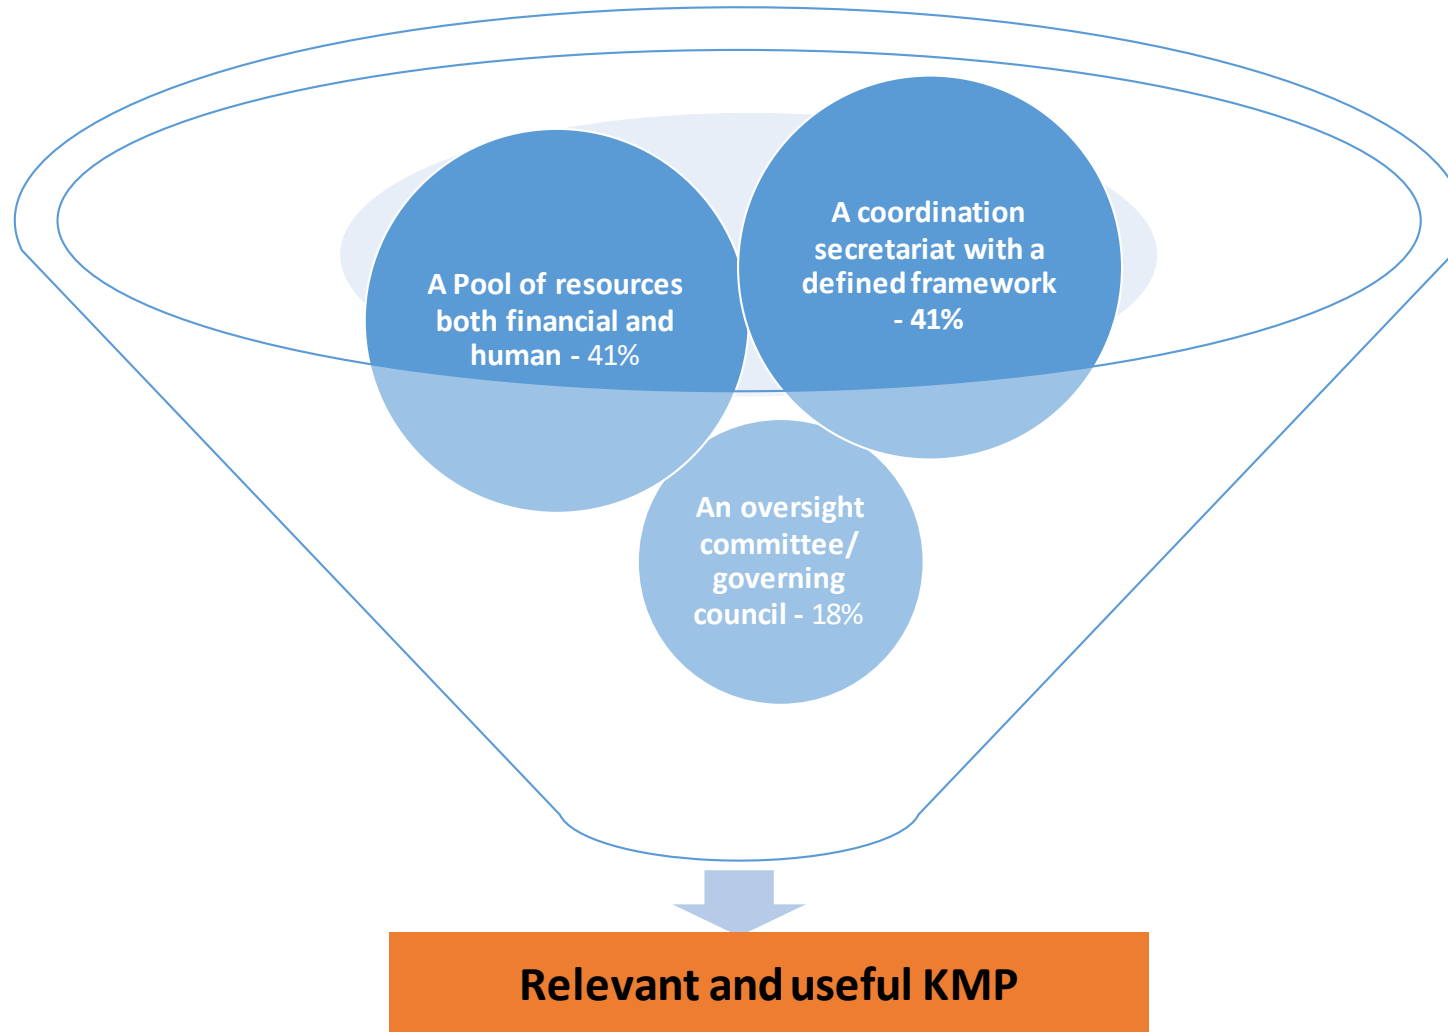 A Pool of resources
both financial and
human - 41%
A coordination
secretariat with a
defined framework
- 41%
An oversight
committee/
governing
council - 18%
Relevant and useful KMP